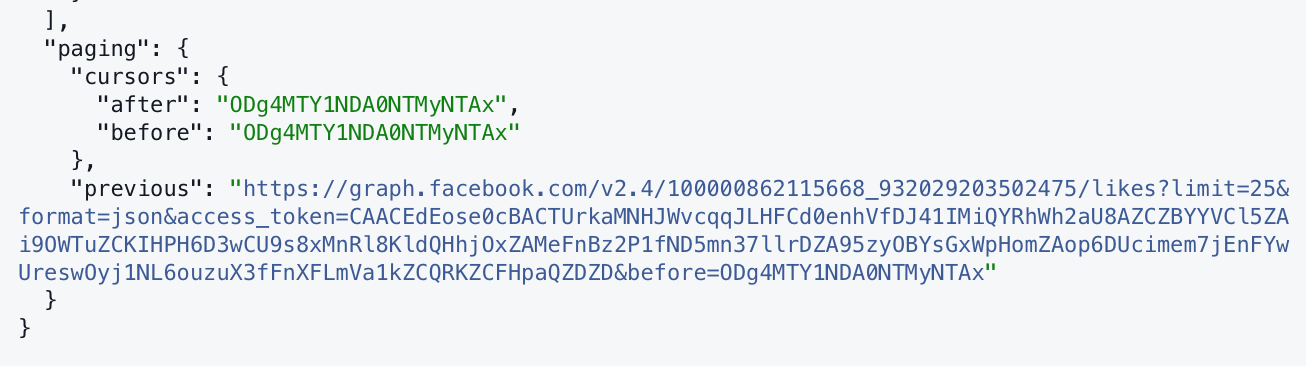 ],
"paging": {
"cursors": {
"after": "ODg4MTY1NDA0NTMyNTAx",
"before": "ODg4MTY1NDA0NTMyNTAx"
},
"previous": "https://graph.facebook.com/v2.4/100000862115668_932029203502475/likes?limit=25&
format=json&access_token=CAACEdEose0cBACTUrkaMNHJWvcqqJLHFCd0enhVfDJ41IMiQYRhWh2aU8AZCZBYYVCl5ZA
i9OWTuZCKIHPH6D3wCU9s8xMnRl8KldQHhjOxZAMeFnBz2P1fND5mn37llrDZA95zyOBYsGxWpHomZAop6DUcimem7jEnFYw
UreswOyj1NL6ouzuX3fFnXFLmVa1kZCQRKZCFHpaQZDZD&before=ODg4MTY1NDA0NTMyNTAx"
}
}